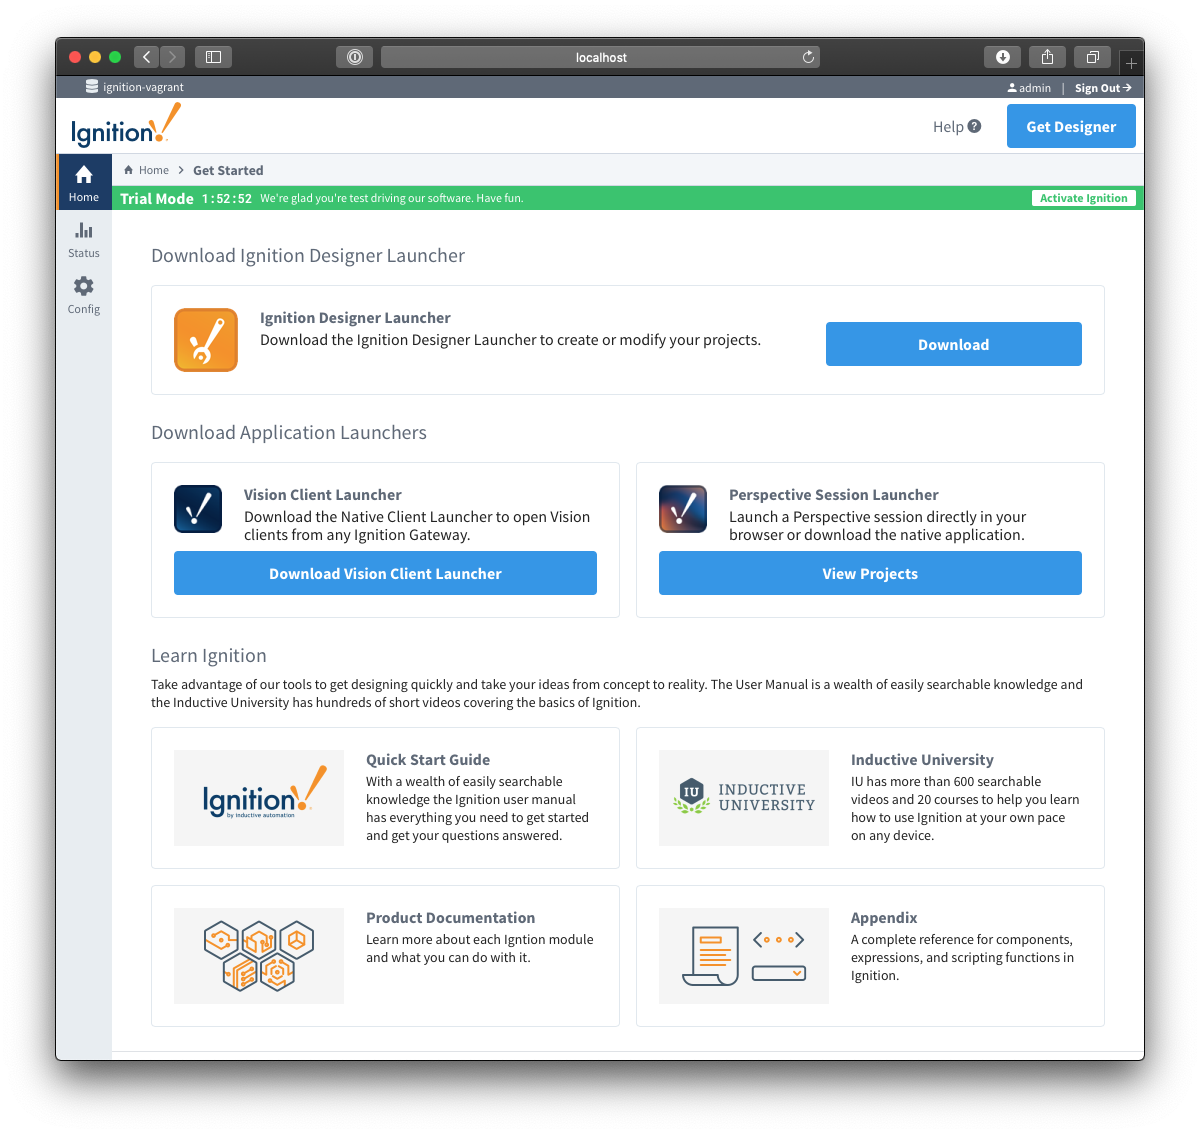 localhost
ignition-vagrant
admin | Sign Out
Ignition!
Help
Get Designer
Home
Home > Get Started
Trial Mode 1:52:52 We're glad you're test driving our software. Have fun.
Activate Ignition
Status
Config
Download Ignition Designer Launcher
Ignition Designer Launcher
Download the Ignition Designer Launcher to create or modify your projects.
Download
Download Application Launchers
Vision Client Launcher
Download the Native Client Launcher to open Vision
clients from any Ignition Gateway.
Download Vision Client Launcher
Perspective Session Launcher
Launch a Perspective session directly in your
browser or download the native application.
View Projects
Learn Ignition
Take advantage of our tools to get designing quickly and take your ideas from concept to reality. The User Manual is a wealth of easily searchable knowledge and
the Inductive University has hundreds of short videos covering the basics of Ignition.
Ignition!
by inductive automation
Quick Start Guide
With a wealth of easily searchable
knowledge the Ignition user manual
has everything you need to get started
and get your questions answered.
IU
INDUCTIVE
UNIVERSITY
Inductive University
IU has more than 600 searchable
videos and 20 courses to help you learn
how to use Ignition at your own pace
on any device.
Product Documentation
Learn more about each Igntion module
and what you can do with it.
Appendix
A complete reference for components,
expressions, and scripting functions in
Ignition.